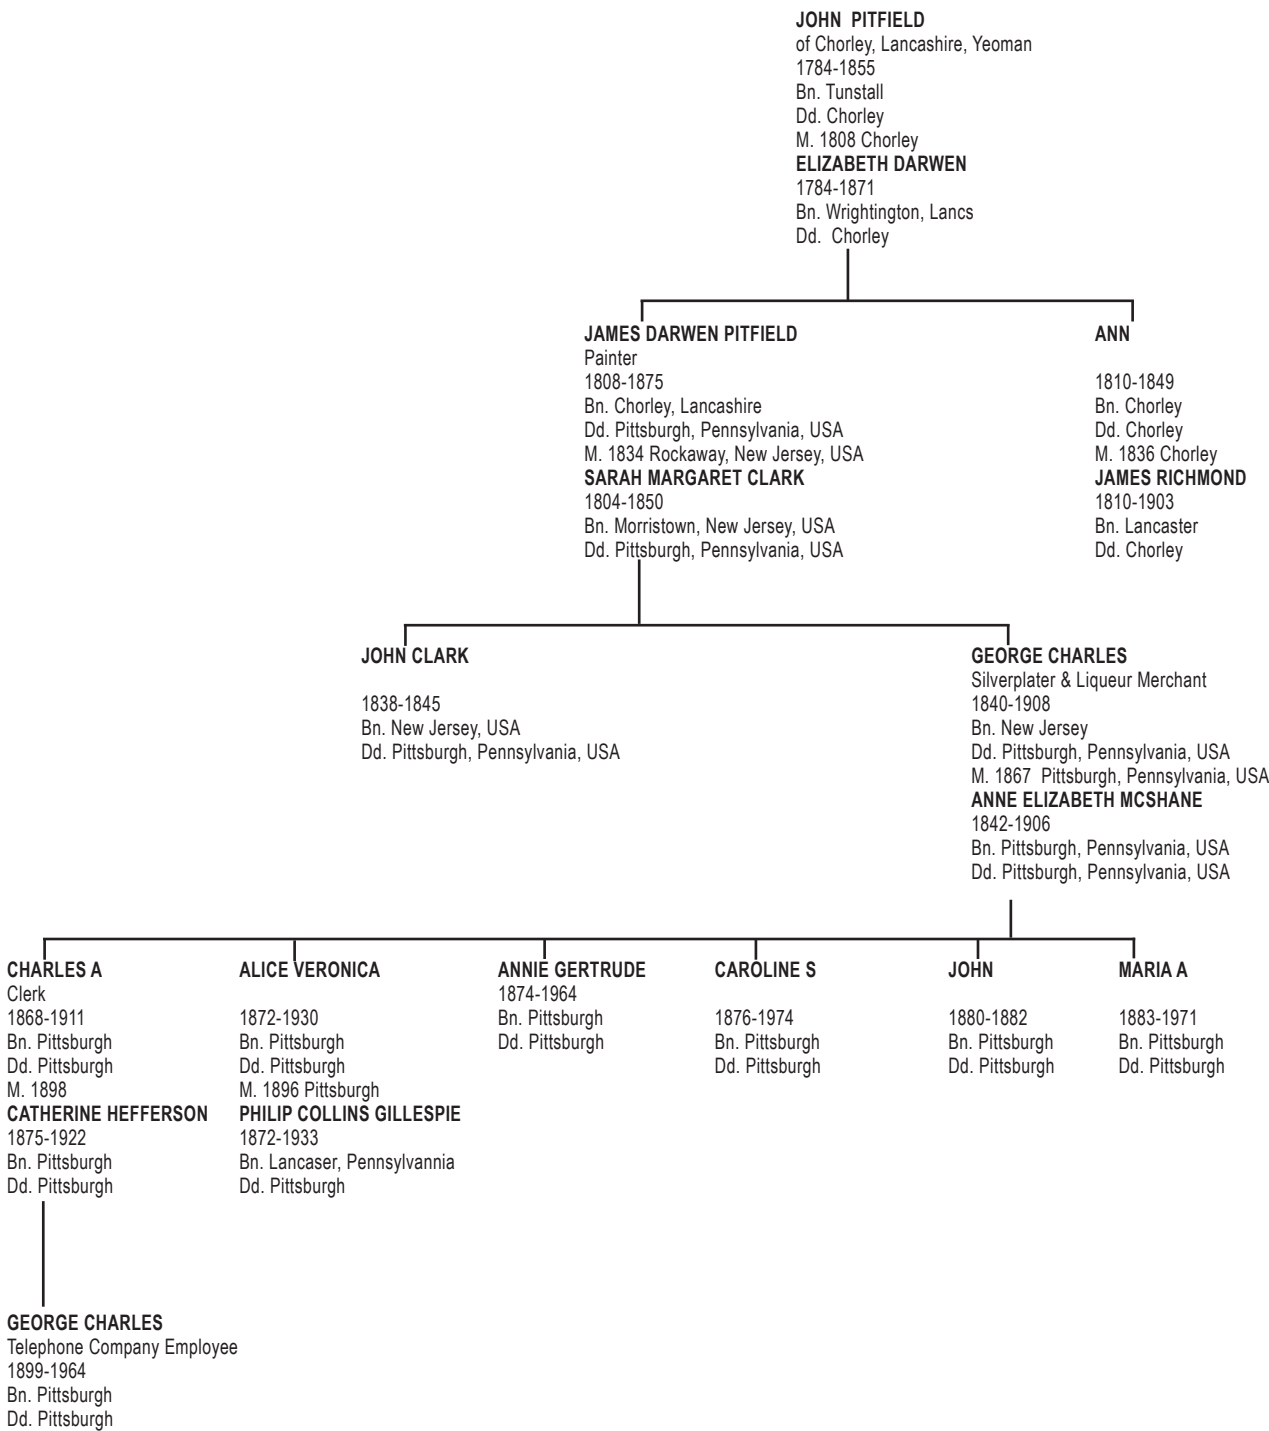 JOHN PITFIELD
of Chorley, Lancashire, Yeoman
1784-1855
Bn. Tunstall
Dd. Chorley
M. 1808 Chorley
ELIZABETH DARWEN
1784-1871
Bn. Wrightington, Lancs
Dd. Chorley
JAMES DARWEN PITFIELD
Painter
1808-1875
Bn. Chorley, Lancashire
Dd. Pittsburgh, Pennsylvania, USA
M. 1834 Rockaway, New Jersey, USA
SARAH MARGARET CLARK
1804-1850
Bn. Morristown, New Jersey, USA
Dd. Pittsburgh, Pennsylvania, USA
ANN
1810-1849
Bn. Chorley
Dd. Chorley
M. 1836 Chorley
JAMES RICHMOND
1810-1903
Bn. Lancaster
Dd. Chorley
JOHN CLARK
1838-1845
Bn. New Jersey, USA
Dd. Pittsburgh, Pennsylvania, USA
GEORGE CHARLES
Silverplater & Liqueur Merchant
1840-1908
Bn. New Jersey
Dd. Pittsburgh, Pennsylvania, USA
M. 1867 Pittsburgh, Pennsylvania, USA
ANNE ELIZABETH MCSHANE
1842-1906
Bn. Pittsburgh, Pennsylvania, USA
Dd. Pittsburgh, Pennsylvania, USA
CHARLES A
Clerk
1868-1911
Bn. Pittsburgh
Dd. Pittsburgh
M. 1898
CATHERINE HEFFERSON
1875-1922
Bn. Pittsburgh
Dd. Pittsburgh
ALICE VERONICA
1872-1930
Bn. Pittsburgh
Dd. Pittsburgh
M. 1896 Pittsburgh
PHILIP COLLINS GILLESPIE
1872-1933
Bn. Lancaser, Pennsylvannia
Dd. Pittsburgh
ANNIE GERTRUDE
1874-1964
Bn. Pittsburgh
Dd. Pittsburgh
CAROLINE S
1876-1974
Bn. Pittsburgh
Dd. Pittsburgh
JOHN
1880-1882
Bn. Pittsburgh
Dd. Pittsburgh
MARIA A
1883-1971
Bn. Pittsburgh
Dd. Pittsburgh
GEORGE CHARLES
Telephone Company Employee
1899-1964
Bn. Pittsburgh
Dd. Pittsburgh